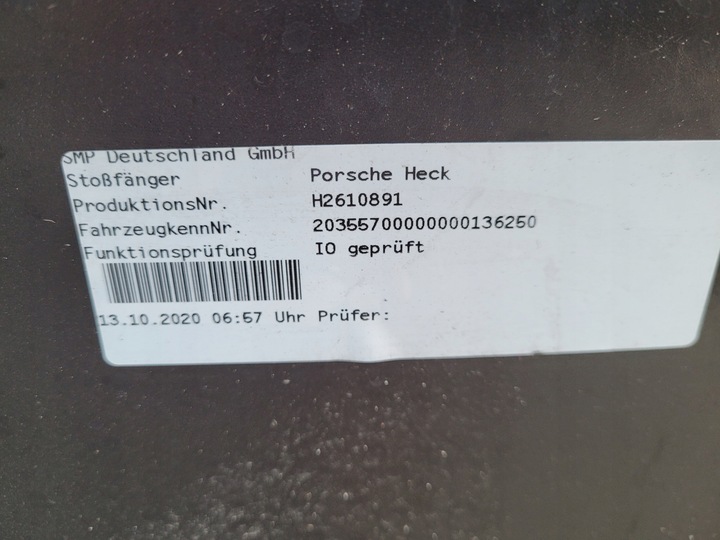 SMP Deutschland GmbH
Stoßfänger Porsche Heck
ProduktionsNr. H2610891
FahrzeugkennNr. 20355700000000136250
Funktionsprüfung IO geprüft
13.10.2020 06:57 Uhr Prüfer: